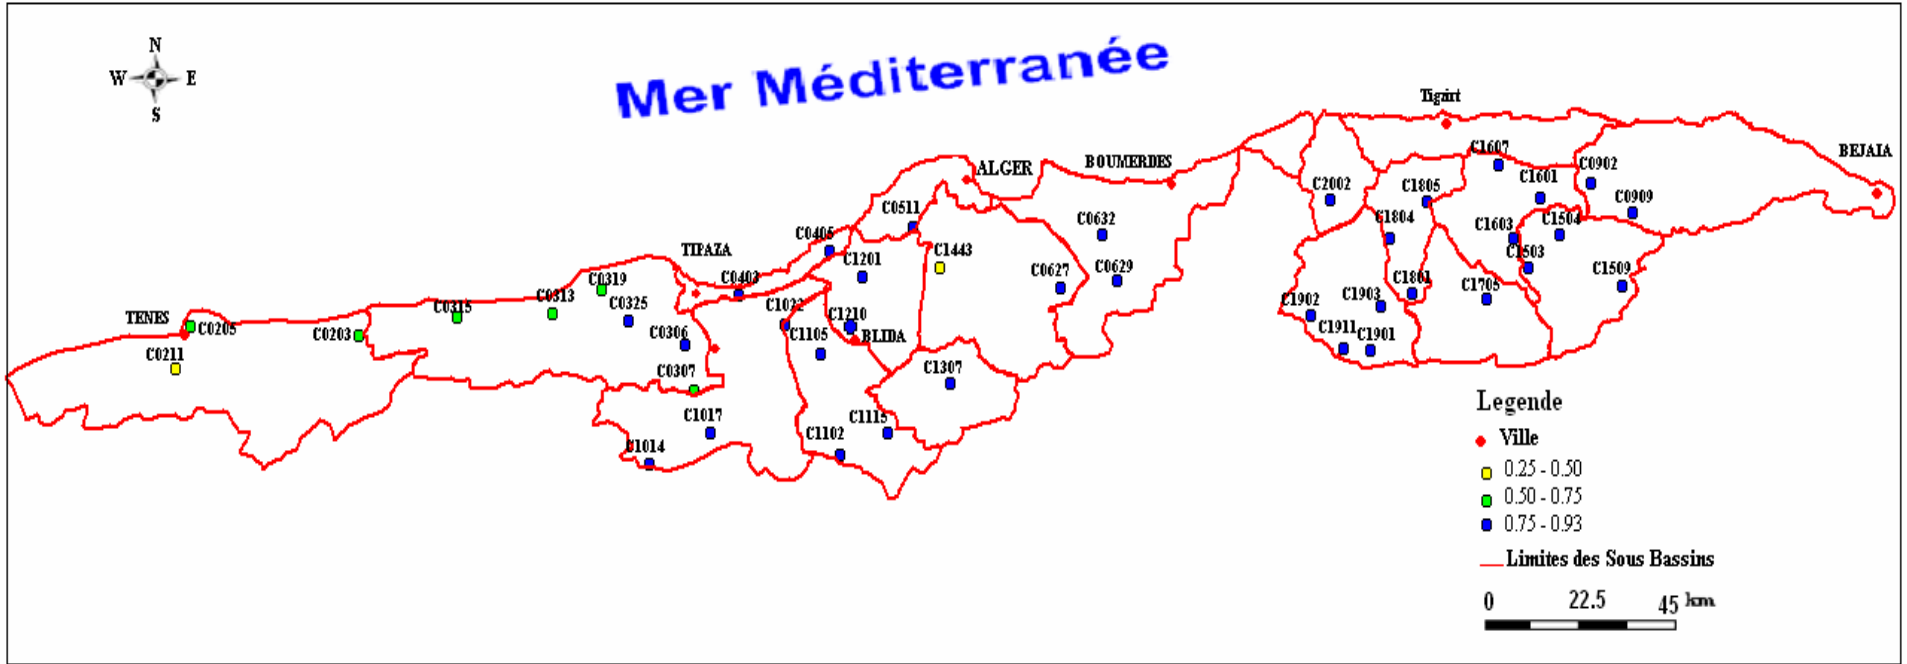 N
W E
S
Mer Méditerranée
Tigzirt
ALGER
BOUMERDES
BEJAIA
C1607
C0902
C1601
C2002
C1805
C0909
C0511
C0632
C1804
C1603
C1504
C0405
C1443
C1503
TIPAZA
C1201
C0627
C0629
C1509
C0319
C0403
C1801
C1705
C0313
C0325
C1022
C1902
C1903
TENES
C0205
C0315
C0203
C0306
C1105
C1210
BLIDA
C1911
C1901
C0211
C0307
C1307
C1017
C1102
C1115
C1014
Legende
Ville
0.25 - 0.50
0.50 - 0.75
0.75 - 0.93
Limites des Sous Bassins
0 22.5 45 km